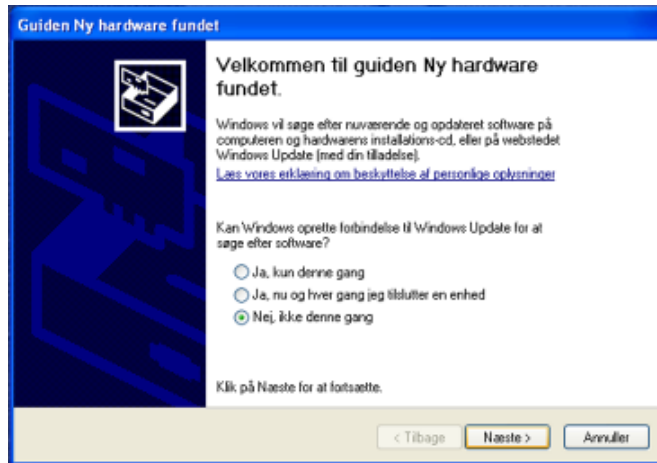 Guiden Ny hardware fundet
Velkommen til guiden Ny hardware
fundet.
Windows vil søge efter nuværende og opdateret software på
computeren og hardwarens installations-cd, eller på webstedet
Windows Update (med din tilladelse).
Læs vores erklæring om beskyttelse af personlige oplysninger
Kan Windows oprette forbindelse til Windows Update for at
søge efter software?
Ja, kun denne gang
Ja, nu og hver gang jeg tilslutter en enhed
Nej, ikke denne gang
Klik på Næste for at fortsætte.
< Tilbage Næste > Annuller